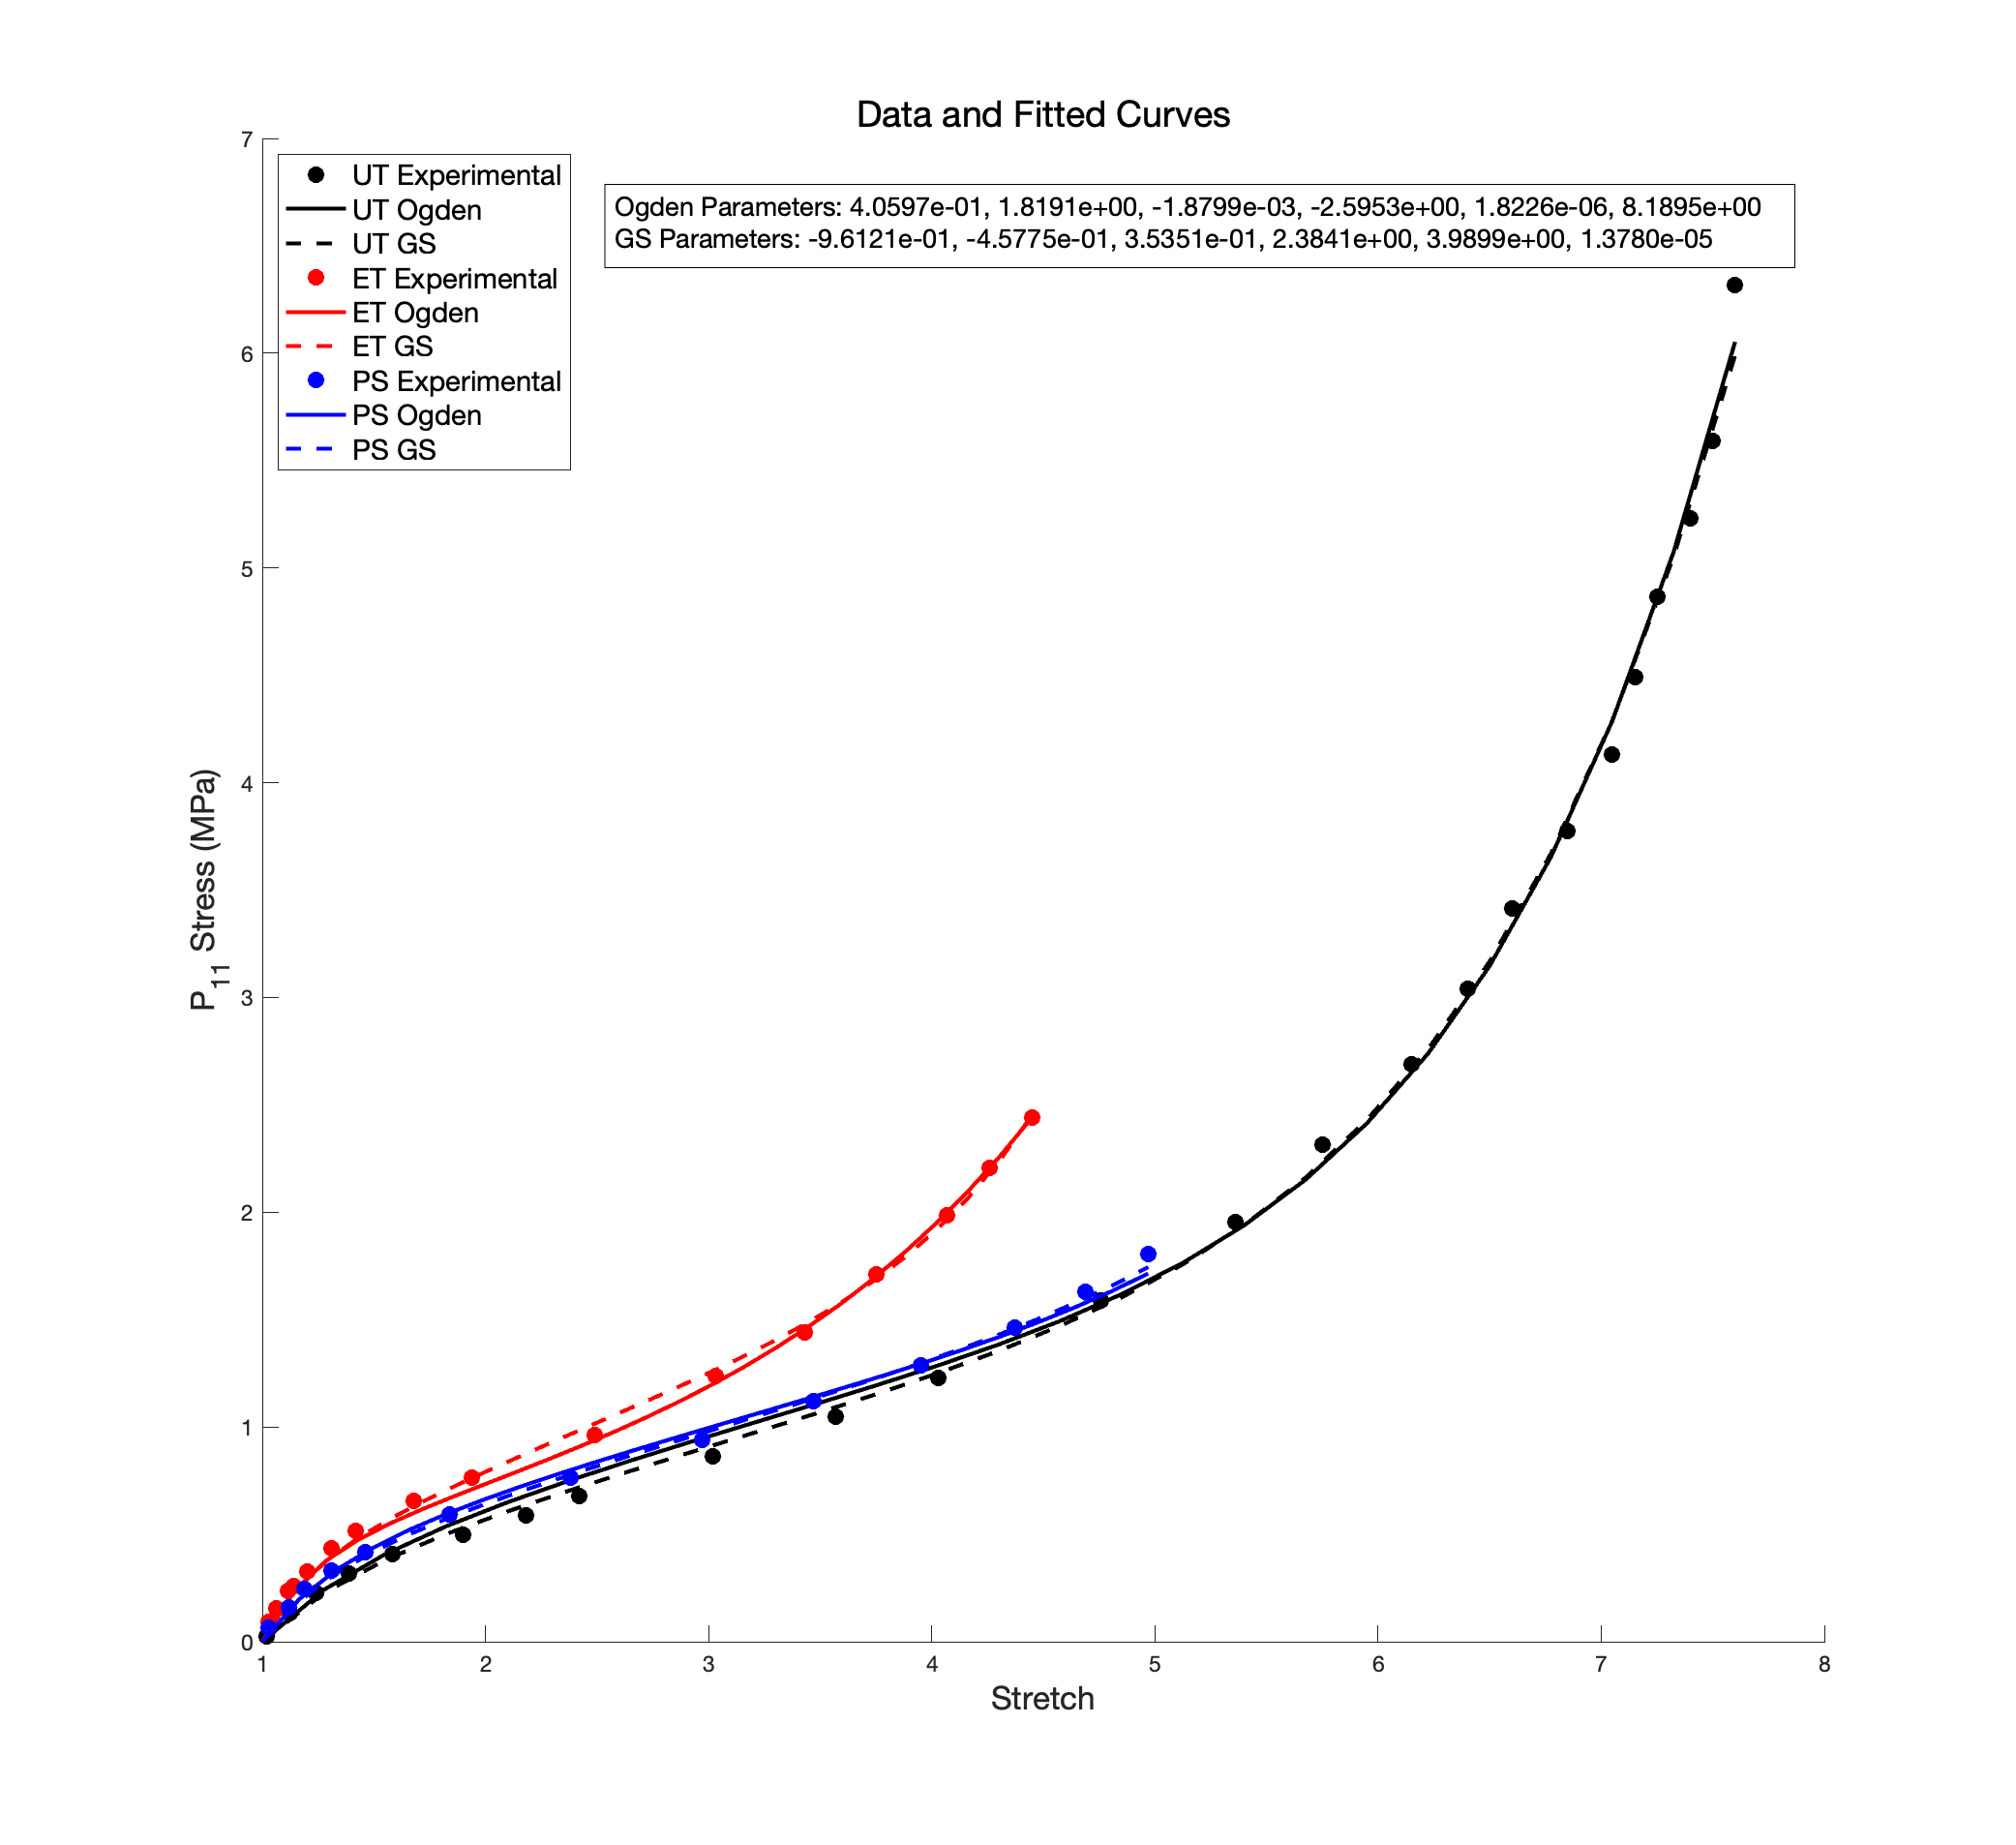 Data and Fitted Curves
UT Experimental
UT Ogden
UT GS
ET Experimental
ET Ogden
ET GS
PS Experimental
PS Ogden
PS GS
Ogden Parameters: 4.0597e-01, 1.8191e+00, -1.8799e-03, -2.5953e+00, 1.8226e-06, 8.1895e+00
GS Parameters: -9.6121e-01, -4.5775e-01, 3.5351e-01, 2.3841e+00, 3.9899e+00, 1.3780e-05
P11 Stress (MPa)
7
6
5
4
3
2
1
0
1 2 3 4 5 6 7 8
Stretch